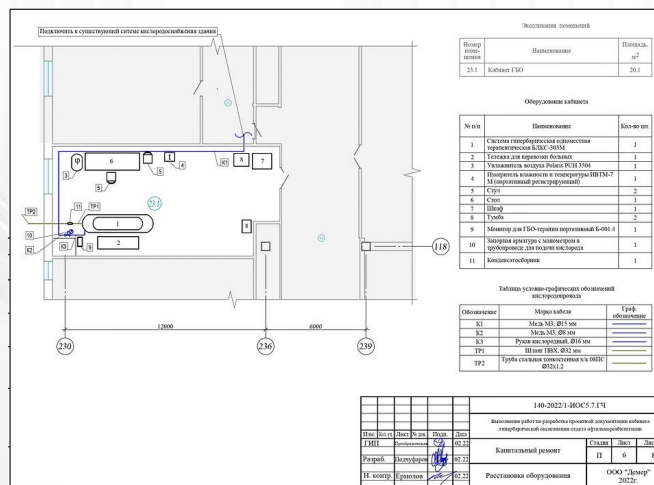 Подключить к существующей системе кислородоснабжения здания
Экспликация помещений
Номер помещения
Наименование
Площадь, м2
23.1 Кабинет ГБО 20.1
Оборудование кабинета
№ п/п Наименование Кол-во шт.
1 Система гипербарическая одноместная терапевтическая БЛКС-303М 1
2 Тележка для перевозки больных 1
3 Увлажнитель воздуха Polaris PUH 3504 1
4 Измеритель влажности и температуры ИВТМ-7 М (портативный регистрирующий) 1
5 Стул 2
6 Стол 1
7 Шкаф 1
8 Тумба 2
9 Монитор для ГБО-терапии портативный Б-001.4 1
10 Запорная арматура с манометром в трубопроводе для подачи кислорода 1
11 Конденсатосборник 1
Таблица условно-графических обозначений кислородопровода
Обозначение Марка кабеля Граф. обозначение
К1 Медь М3, Ø15 мм
К2 Медь М3, Ø8 мм
К3 Рукав кислородный, Ø16 мм
ТР1 Шланг ПВХ, Ø32 мм
ТР2 Труба стальная тонкостенная х/к 08ПС Ø32х1,2
φ
6
5
t
К1
8
7
3
5
4
23.1
ТР2
11
ТР1
1
10
К2
К3
9
2
8
118
12000
6000
230
236
239
140-2022/1-ИОС5.7.ГЧ
Выполнение работ по разработке проектной документации кабинета гипербарической оксигенации отдела офтальмореабилитации
Изм. Кол.уч. Лист № док. Подп. Дата
ГИП 02.22
Капитальный ремонт
Стадия Лист
П 6 8
Разраб. 02.22
Н. контр. Ермолов 02.22
Расстановка оборудования
ООО "Демер"
2022г.